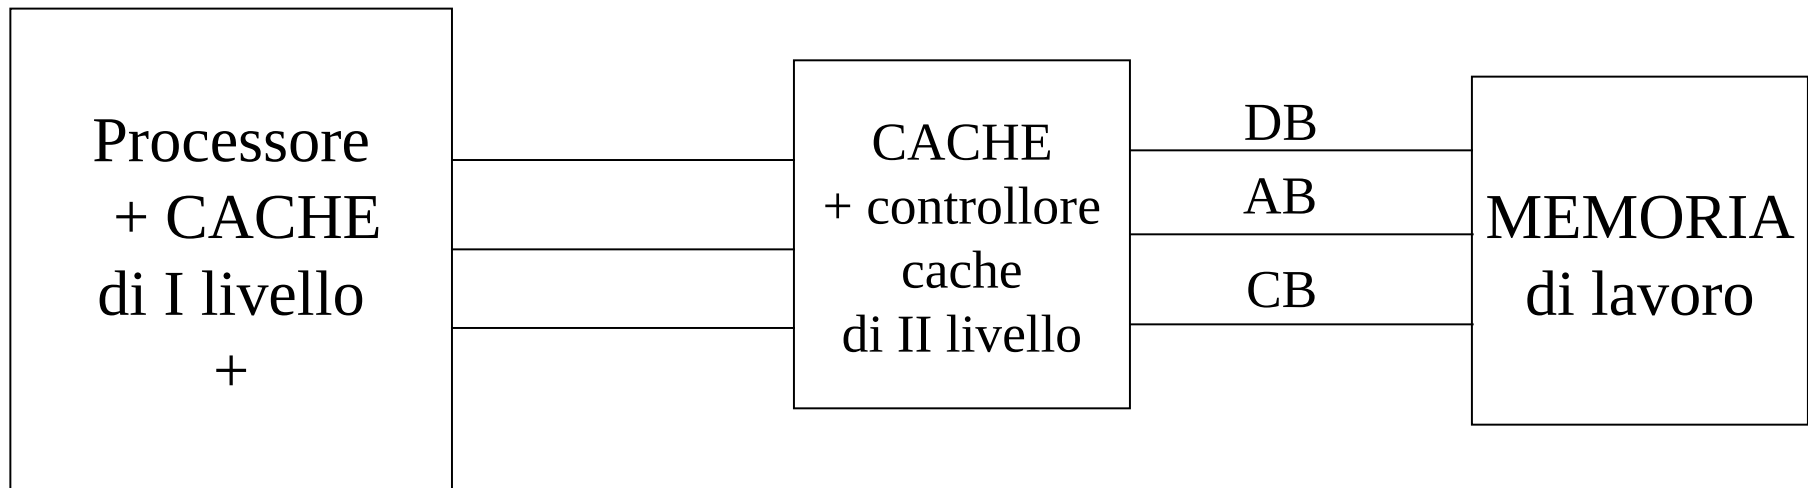 Processore
+ CACHE
di I livello
+
CACHE
+ controllore
cache
di II livello
DB
AB
CB
MEMORIA
di lavoro